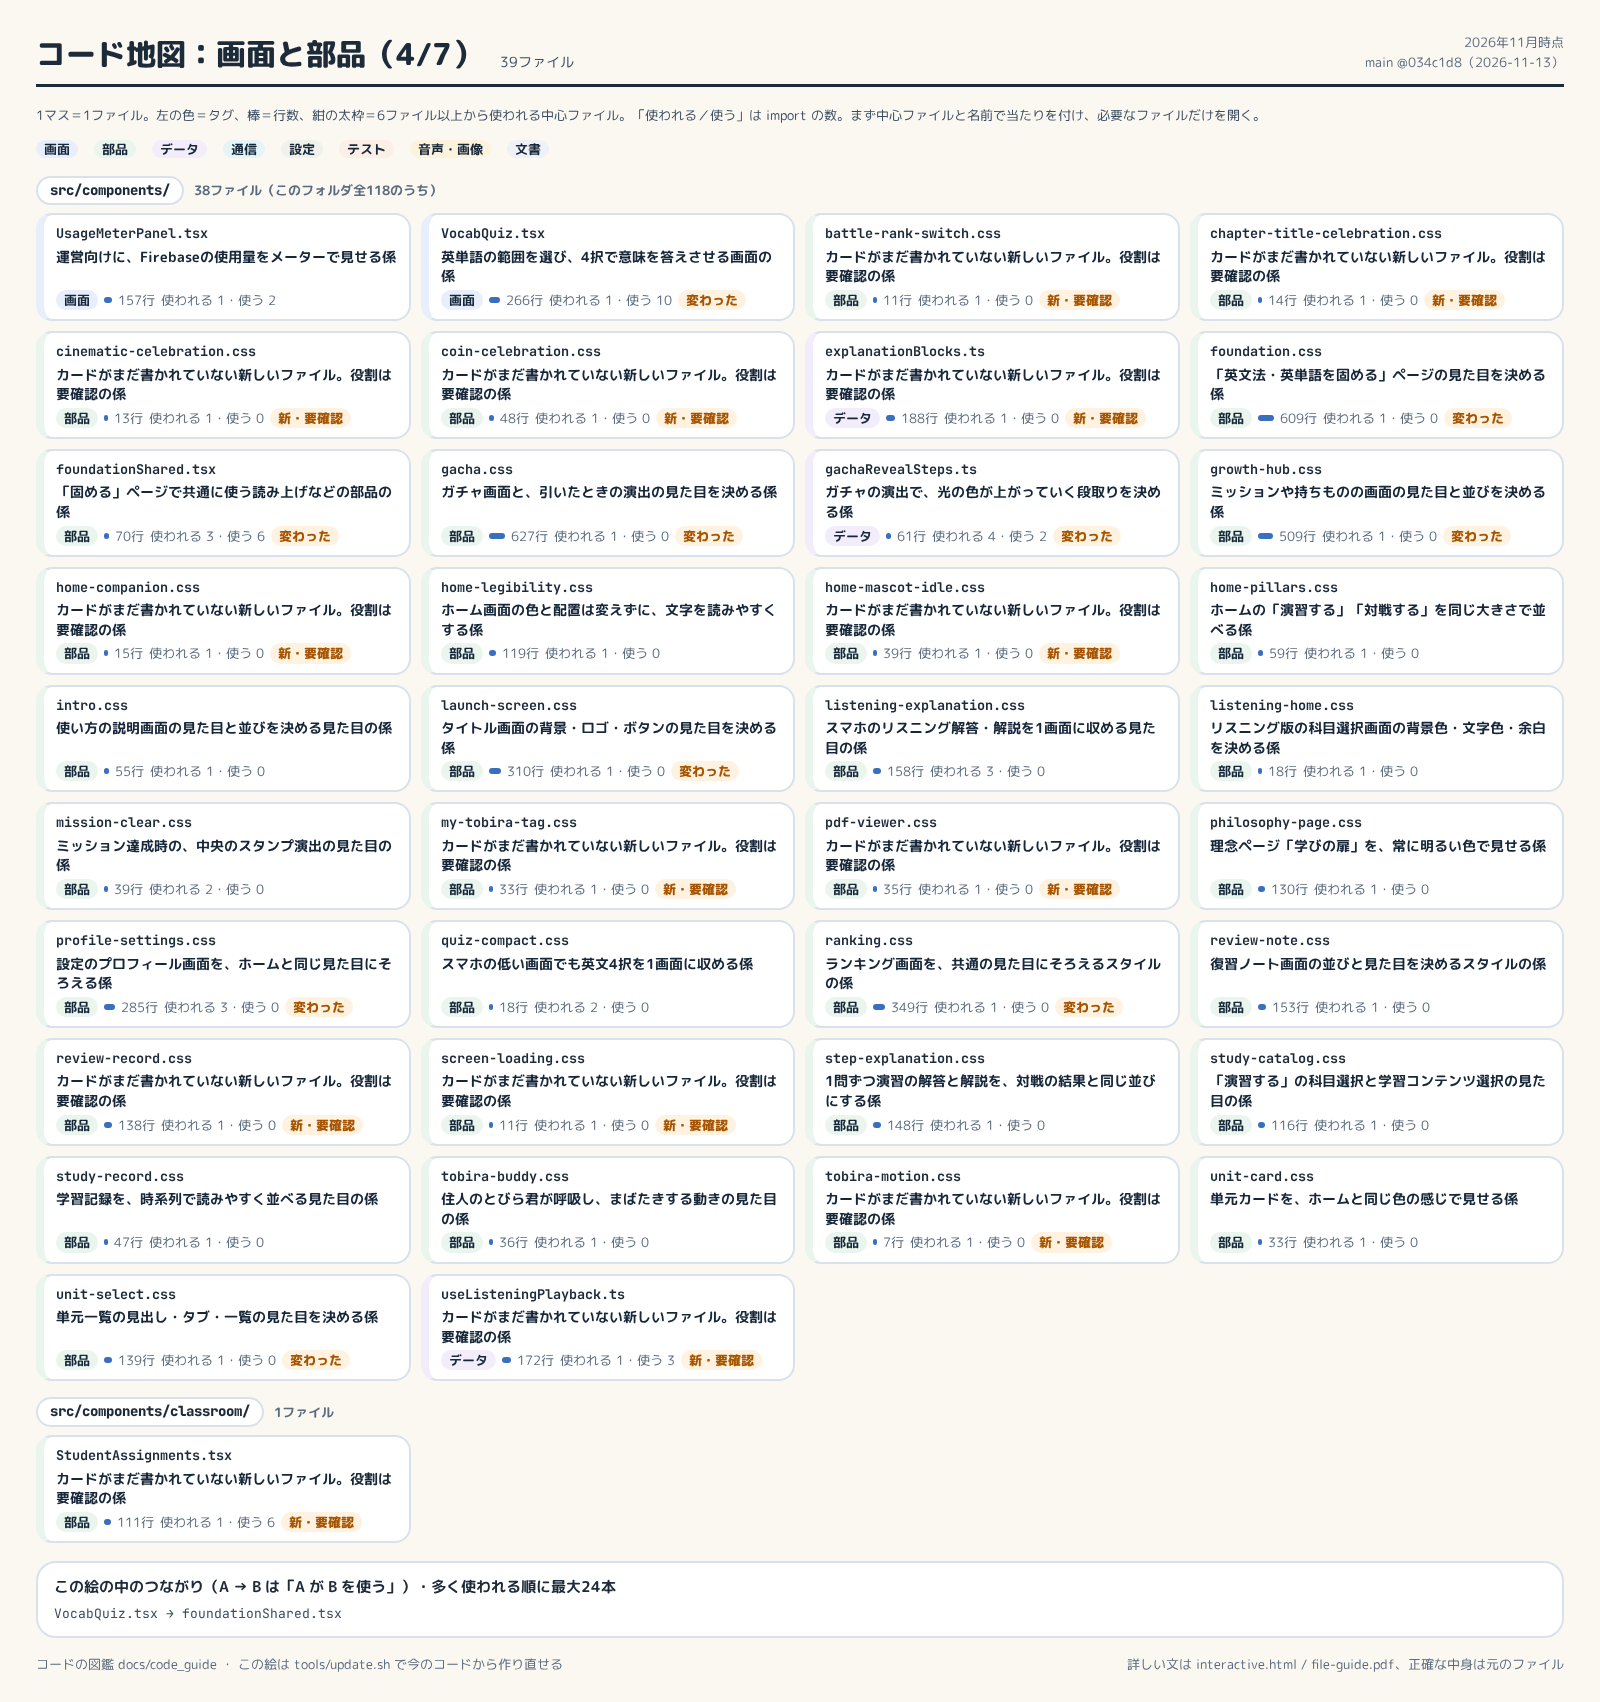 コード地図：画面と部品（4/7） 39ファイル
2026年11月時点
main @034c1d8（2026-11-13）
1マス＝1ファイル。左の色＝タグ、棒＝行数、紺の太枠＝6ファイル以上から使われる中心ファイル。「使われる／使う」は import の数。まず中心ファイルと名前で当たりを付け、必要なファイルだけを開く。
画面 部品 データ 通信 設定 テスト 音声・画像 文書
src/components/ 38ファイル（このフォルダ全118のうち）
UsageMeterPanel.tsx
運営向けに、Firebaseの使用量をメーターで見せる係
画面 157行 使われる 1・使う 2
VocabQuiz.tsx
英単語の範囲を選び、4択で意味を答えさせる画面の
係
画面 266行 使われる 1・使う 10 変わった
battle-rank-switch.css
カードがまだ書かれていない新しいファイル。役割は
要確認の係
部品 11行 使われる 1・使う 0 新・要確認
chapter-title-celebration.css
カードがまだ書かれていない新しいファイル。役割は
要確認の係
部品 14行 使われる 1・使う 0 新・要確認
cinematic-celebration.css
カードがまだ書かれていない新しいファイル。役割は
要確認の係
部品 13行 使われる 1・使う 0 新・要確認
coin-celebration.css
カードがまだ書かれていない新しいファイル。役割は
要確認の係
部品 48行 使われる 1・使う 0 新・要確認
explanationBlocks.ts
カードがまだ書かれていない新しいファイル。役割は
要確認の係
データ 188行 使われる 1・使う 0 新・要確認
foundation.css
「英文法・英単語を固める」ページの見た目を決める
係
部品 609行 使われる 1・使う 0 変わった
foundationShared.tsx
「固める」ページで共通に使う読み上げなどの部品の
係
部品 70行 使われる 3・使う 6 変わった
gacha.css
ガチャ画面と、引いたときの演出の見た目を決める係
部品 627行 使われる 1・使う 0 変わった
gachaRevealSteps.ts
ガチャの演出で、光の色が上がっていく段取りを決め
る係
データ 61行 使われる 4・使う 2 変わった
growth-hub.css
ミッションや持ちものの画面の見た目と並びを決める
係
部品 509行 使われる 1・使う 0 変わった
home-companion.css
カードがまだ書かれていない新しいファイル。役割は
要確認の係
部品 15行 使われる 1・使う 0 新・要確認
home-legibility.css
ホーム画面の色と配置は変えずに、文字を読みやすく
する係
部品 119行 使われる 1・使う 0
home-mascot-idle.css
カードがまだ書かれていない新しいファイル。役割は
要確認の係
部品 39行 使われる 1・使う 0 新・要確認
home-pillars.css
ホームの「演習する」「対戦する」を同じ大きさで並
べる係
部品 59行 使われる 1・使う 0
intro.css
使い方の説明画面の見た目と並びを決める見た目の係
部品 55行 使われる 1・使う 0
launch-screen.css
タイトル画面の背景・ロゴ・ボタンの見た目を決める
係
部品 310行 使われる 1・使う 0 変わった
listening-explanation.css
スマホのリスニング解答・解説を1画面に収める見た
目の係
部品 158行 使われる 3・使う 0
listening-home.css
リスニング版の科目選択画面の背景色・文字色・余白
を決める係
部品 18行 使われる 1・使う 0
mission-clear.css
ミッション達成時の、中央のスタンプ演出の見た目の
係
部品 39行 使われる 2・使う 0
my-tobira-tag.css
カードがまだ書かれていない新しいファイル。役割は
要確認の係
部品 33行 使われる 1・使う 0 新・要確認
pdf-viewer.css
カードがまだ書かれていない新しいファイル。役割は
要確認の係
部品 35行 使われる 1・使う 0 新・要確認
philosophy-page.css
理念ページ「学びの扉」を、常に明るい色で見せる係
部品 130行 使われる 1・使う 0
profile-settings.css
設定のプロフィール画面を、ホームと同じ見た目にそ
ろえる係
部品 285行 使われる 3・使う 0 変わった
quiz-compact.css
スマホの低い画面でも英文4択を1画面に収める係
部品 18行 使われる 2・使う 0
ranking.css
ランキング画面を、共通の見た目にそろえるスタイル
の係
部品 349行 使われる 1・使う 0 変わった
review-note.css
復習ノート画面の並びと見た目を決めるスタイルの係
部品 153行 使われる 1・使う 0
review-record.css
カードがまだ書かれていない新しいファイル。役割は
要確認の係
部品 138行 使われる 1・使う 0 新・要確認
screen-loading.css
カードがまだ書かれていない新しいファイル。役割は
要確認の係
部品 11行 使われる 1・使う 0 新・要確認
step-explanation.css
1問ずつ演習の解答と解説を、対戦の結果と同じ並び
にする係
部品 148行 使われる 1・使う 0
study-catalog.css
「演習する」の科目選択と学習コンテンツ選択の見た
目の係
部品 116行 使われる 1・使う 0
study-record.css
学習記録を、時系列で読みやすく並べる見た目の係
部品 47行 使われる 1・使う 0
tobira-buddy.css
住人のとびら君が呼吸し、まばたきする動きの見た目
の係
部品 36行 使われる 1・使う 0
tobira-motion.css
カードがまだ書かれていない新しいファイル。役割は
要確認の係
部品 7行 使われる 1・使う 0 新・要確認
unit-card.css
単元カードを、ホームと同じ色の感じで見せる係
部品 33行 使われる 1・使う 0
unit-select.css
単元一覧の見出し・タブ・一覧の見た目を決める係
部品 139行 使われる 1・使う 0 変わった
useListeningPlayback.ts
カードがまだ書かれていない新しいファイル。役割は
要確認の係
データ 172行 使われる 1・使う 3 新・要確認
src/components/classroom/ 1ファイル
StudentAssignments.tsx
カードがまだ書かれていない新しいファイル。役割は
要確認の係
部品 111行 使われる 1・使う 6 新・要確認
この絵の中のつながり（A → B は「A が B を使う」）・多く使われる順に最大24本
VocabQuiz.tsx → foundationShared.tsx
コードの図鑑 docs/code_guide ・ この絵は tools/update.sh で今のコードから作り直せる
詳しい文は interactive.html / file-guide.pdf、正確な中身は元のファイル